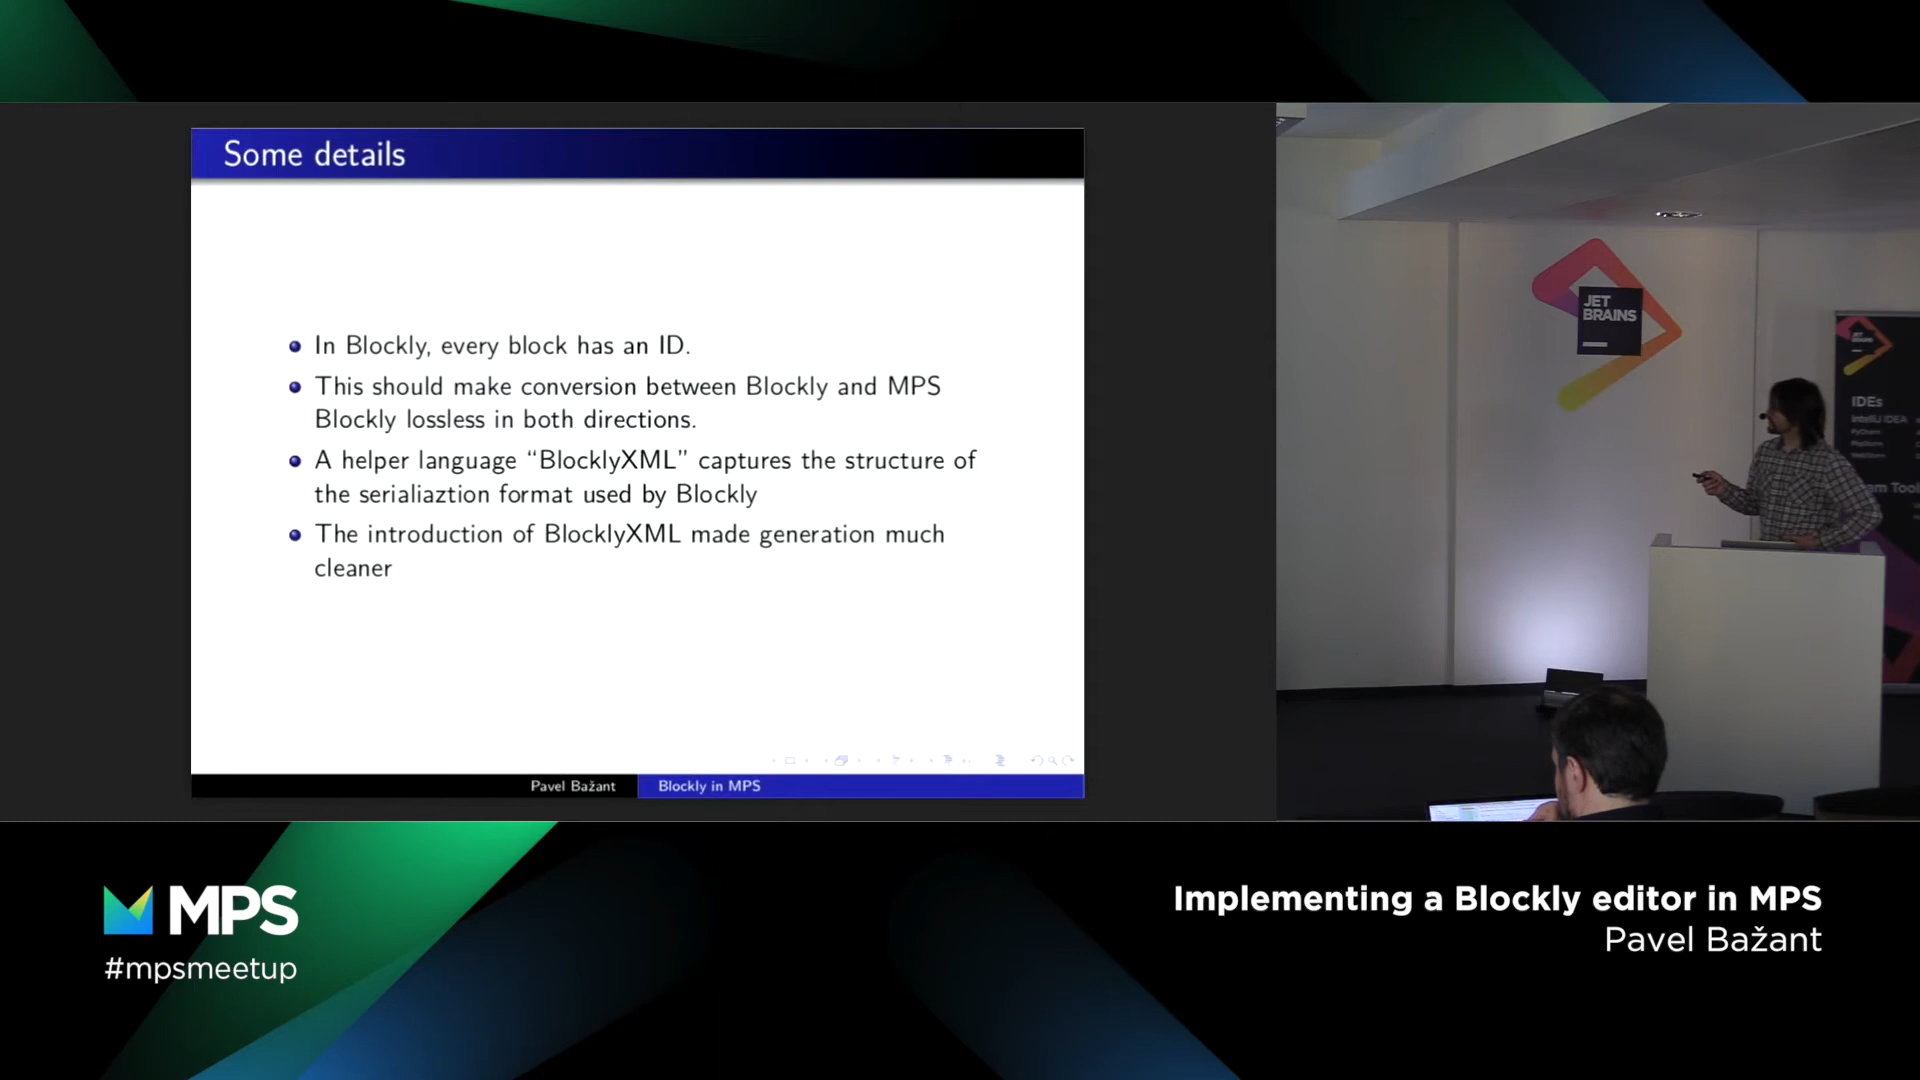 Some details
In Blockly, every block has an ID.
This should make conversion between Blockly and MPS
Blockly lossless in both directions.
A helper language “BlocklyXML” captures the structure of
the serialiaztion format used by Blockly
The introduction of BlocklyXML made generation much
cleaner
Pavel Bažant
Blockly in MPS
JET
BRAINS
IDEs
IntelliJ IDEA
MPS
#mpsmeetup
Implementing a Blockly editor in MPS
Pavel Bažant